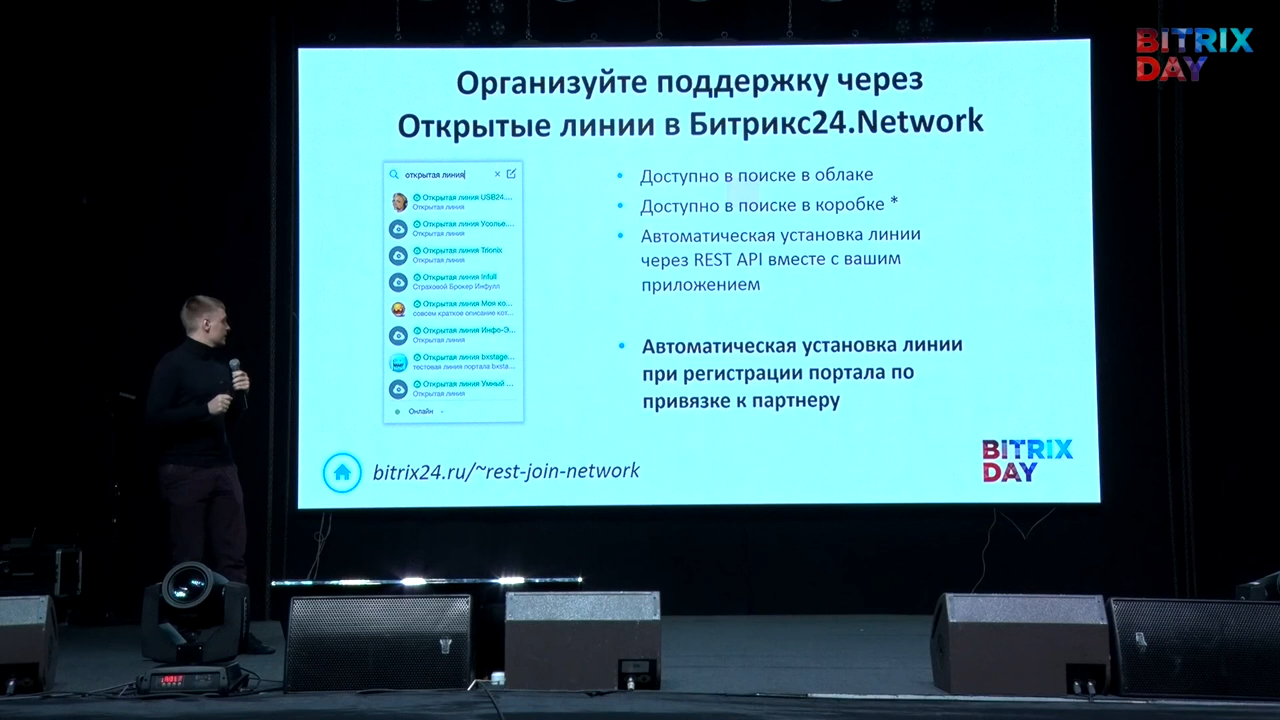 BITRIX
DAY
Организуйте поддержку через
Открытые линии в Битрикс24.Network
открытая линия
Открытая линия USB24....
Открытая линия
Открытая линия Усолье....
Открытая линия
Открытая линия Trionix
Открытая линия
Открытая линия Infull
Страховой Брокер Инфулл
Открытая линия Моя ко...
совсем краткое описание кот...
Открытая линия Инфо-Э...
Открытая линия
Открытая линия bxstage...
тестовая линия портала bxsta...
Открытая линия Умный ...
Открытая линия
Онлайн
Доступно в поиске в облаке
Доступно в поиске в коробке *
Автоматическая установка линии
через REST API вместе с вашим
приложением
Автоматическая установка линии
при регистрации портала по
привязке к партнеру
bitrix24.ru/~rest-join-network
BITRIX
DAY